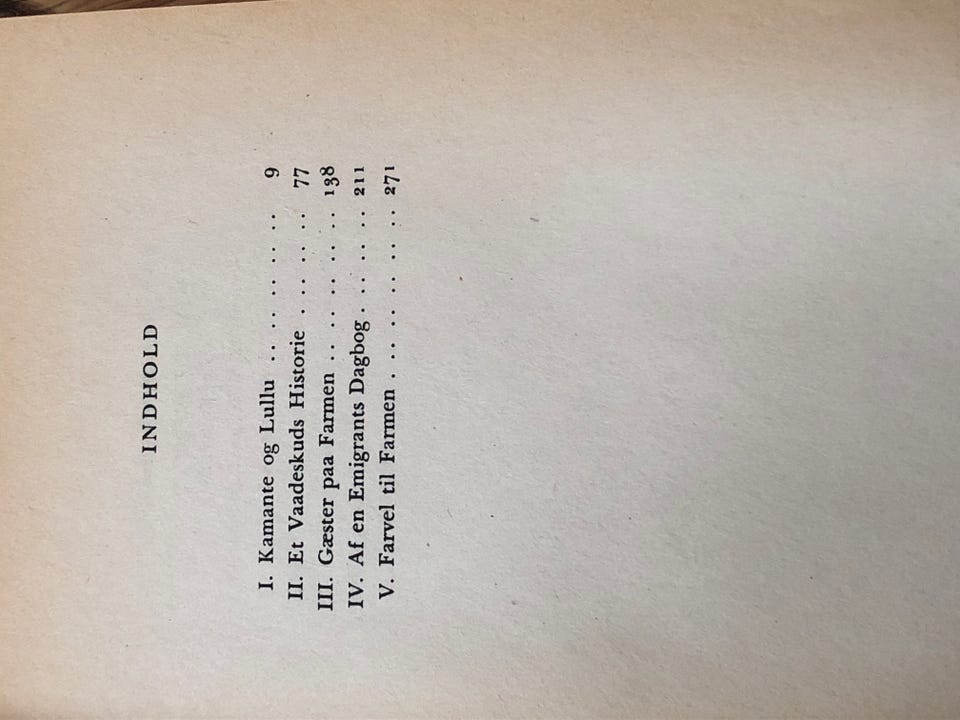 INDHOLD
I. Kamante og Lullu .. .. .. .. .. .. 9
II. Et Vaadeskuds Historie . .. .. .. .. 77
III. Gæster paa Farmen .. .. .. .. .. .. 138
IV. Af en Emigrants Dagbog . .. .. .. .. 211
V. Farvel til Farmen . .. .. .. .. .. .. 271